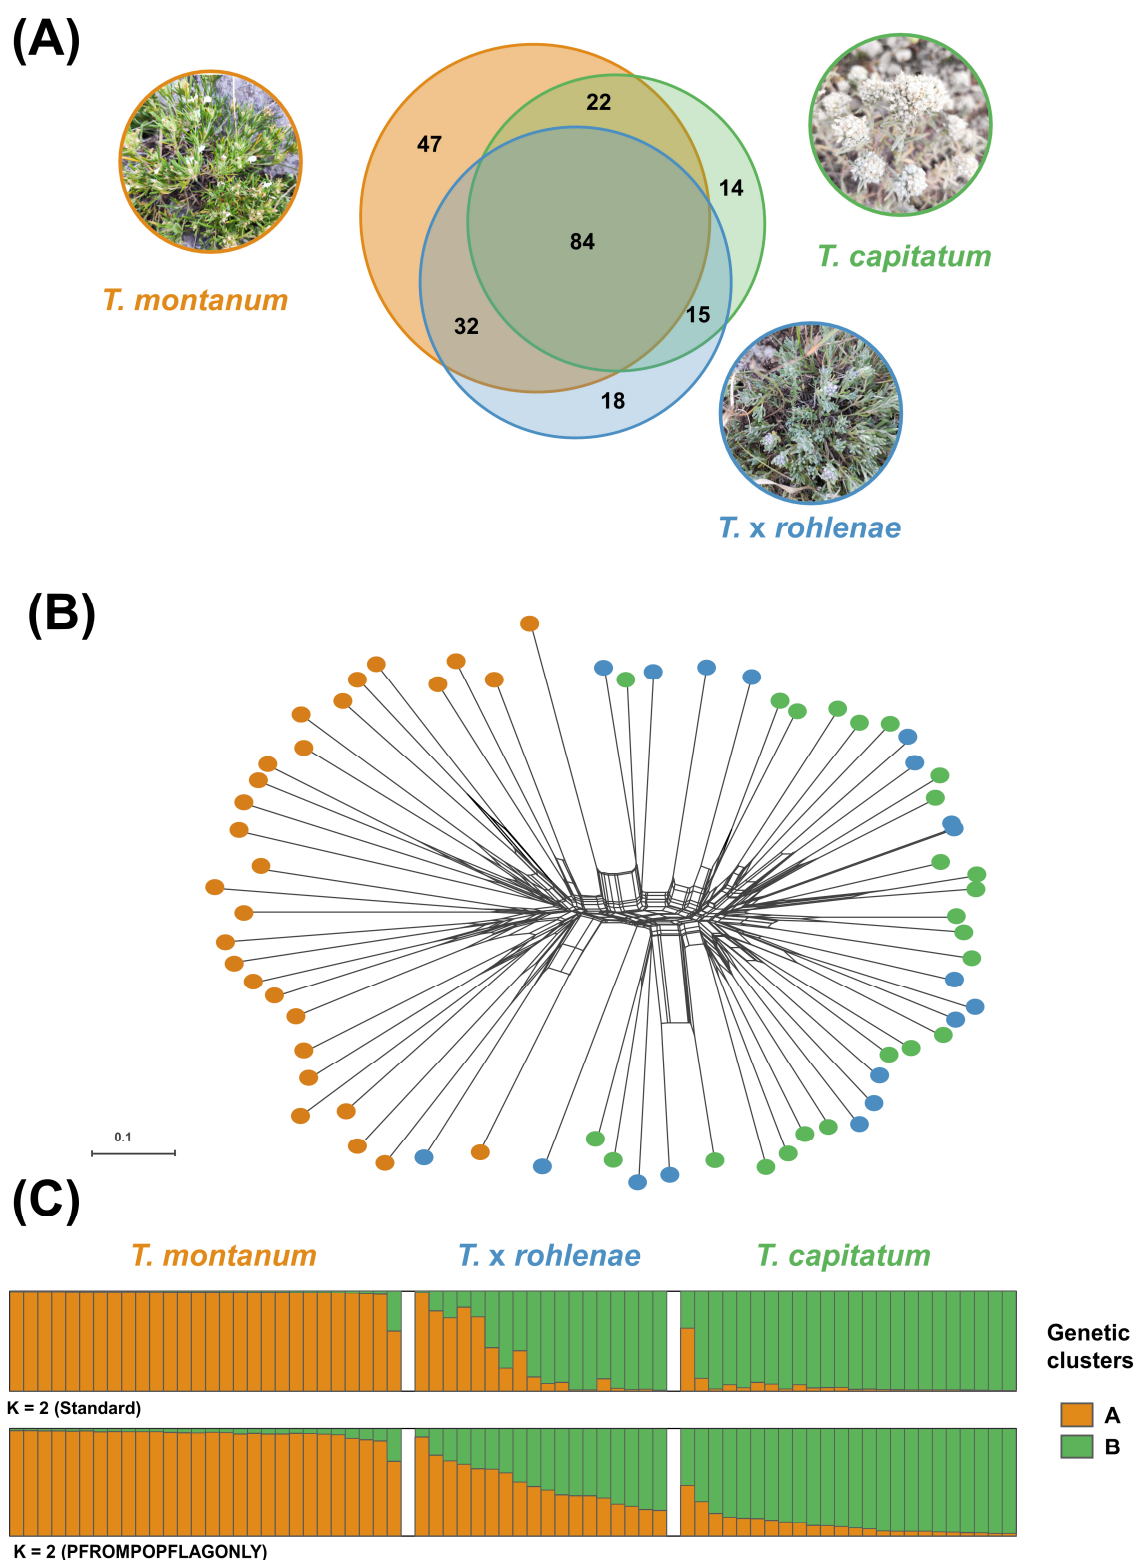 (A)
22
47
14
84
15
32
18
T. montanum
T. capitatum
T. x rohlenae
(B)
0.1
(C)
T. montanum
T. x rohlenae
T. capitatum
K = 2 (Standard)
Genetic
clusters
A
B
K = 2 (PFROMPOPFLAGONLY)